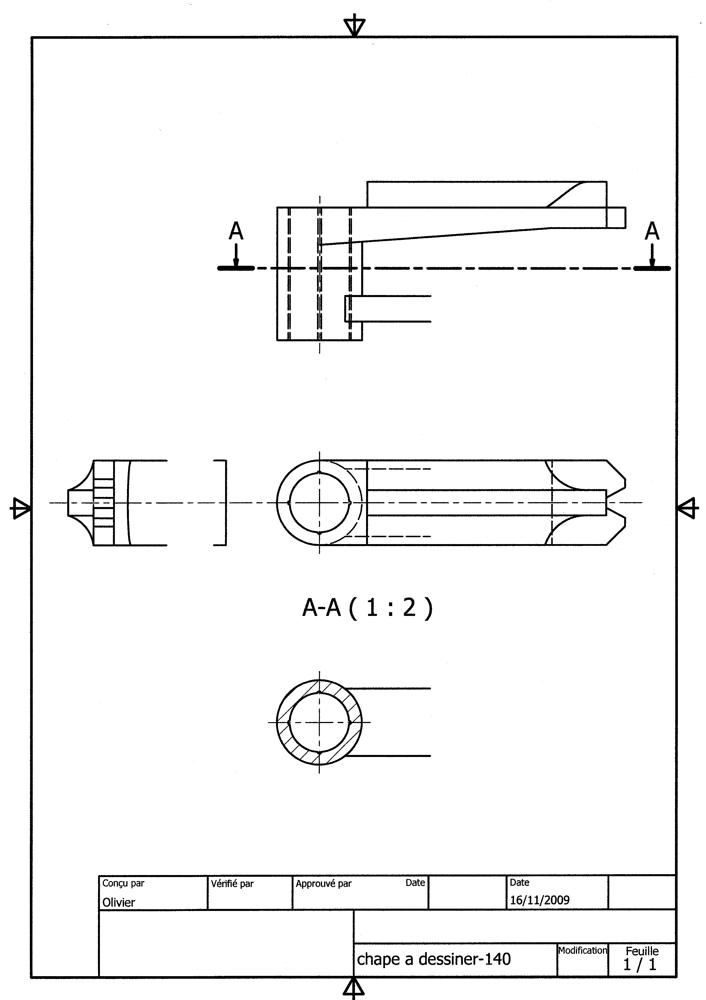 A
A
A-A ( 1 : 2 )
Conçu par
Vérifié par
Approuvé par
Date
Date
Olivier
16/11/2009
chape a dessiner-140
Modification
Feuille
1 / 1